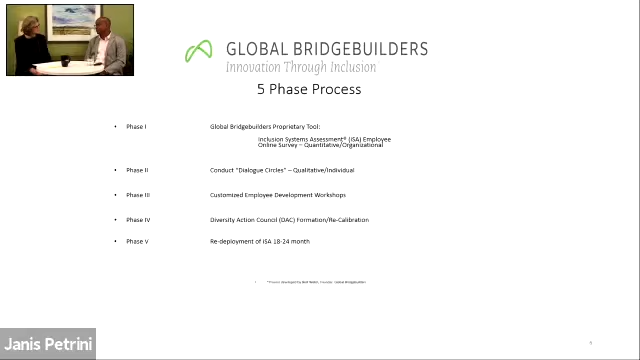 GLOBAL BRIDGEBUILDERS
Innovation Through Inclusion
5 Phase Process
• Phase I Global Bridgebuilders Proprietary Tool:
Inclusion Systems Assessment® (ISA) Employee
Online Survey – Quantitative/Organizational
• Phase II Conduct "Dialogue Circles" – Qualitative/Individual
• Phase III Customized Employee Development Workshops
• Phase IV Diversity Action Council (DAC) Formation/Re-Calibration
• Phase V Re-deployment of ISA 18-24 month
Janis Petrini